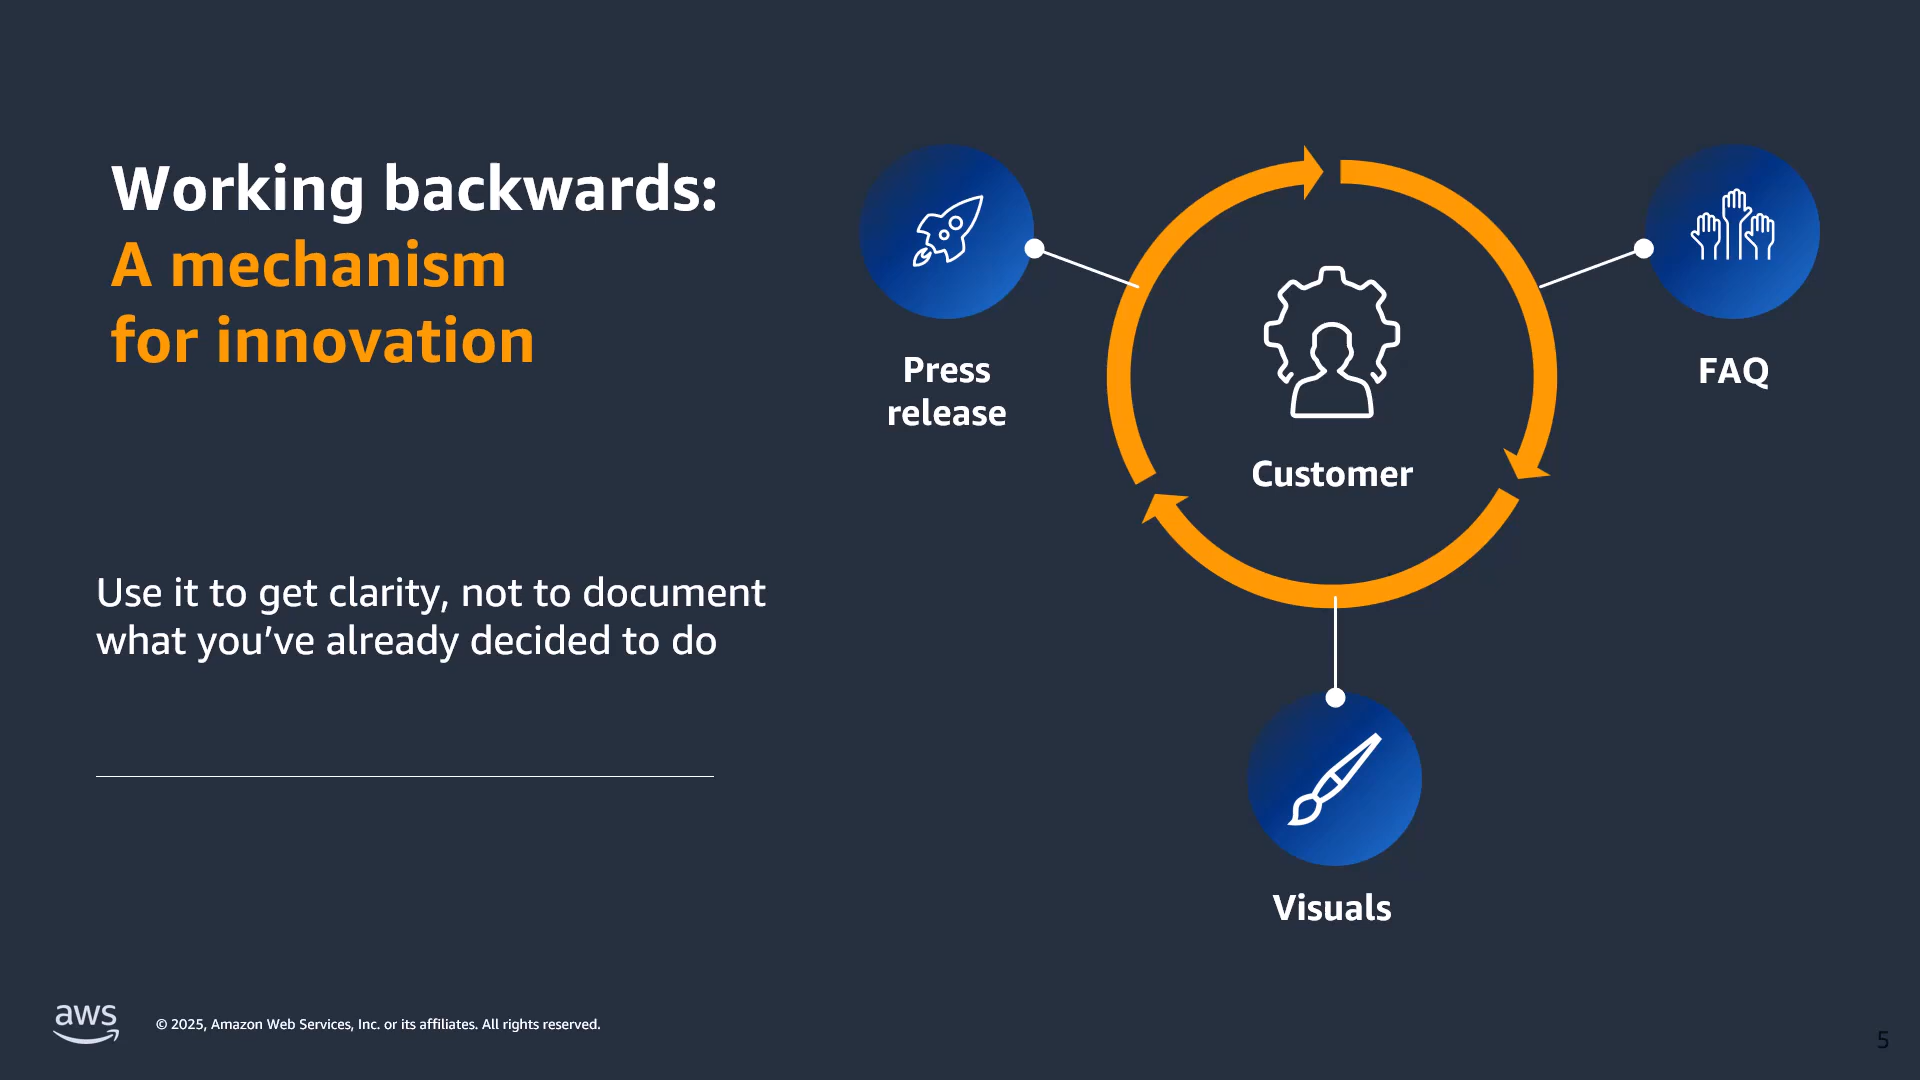 Working backwards:
A mechanism
for innovation
Use it to get clarity, not to document
what you’ve already decided to do
Press
release
FAQ
Customer
Visuals
aws
© 2025, Amazon Web Services, Inc. or its affiliates. All rights reserved.
5